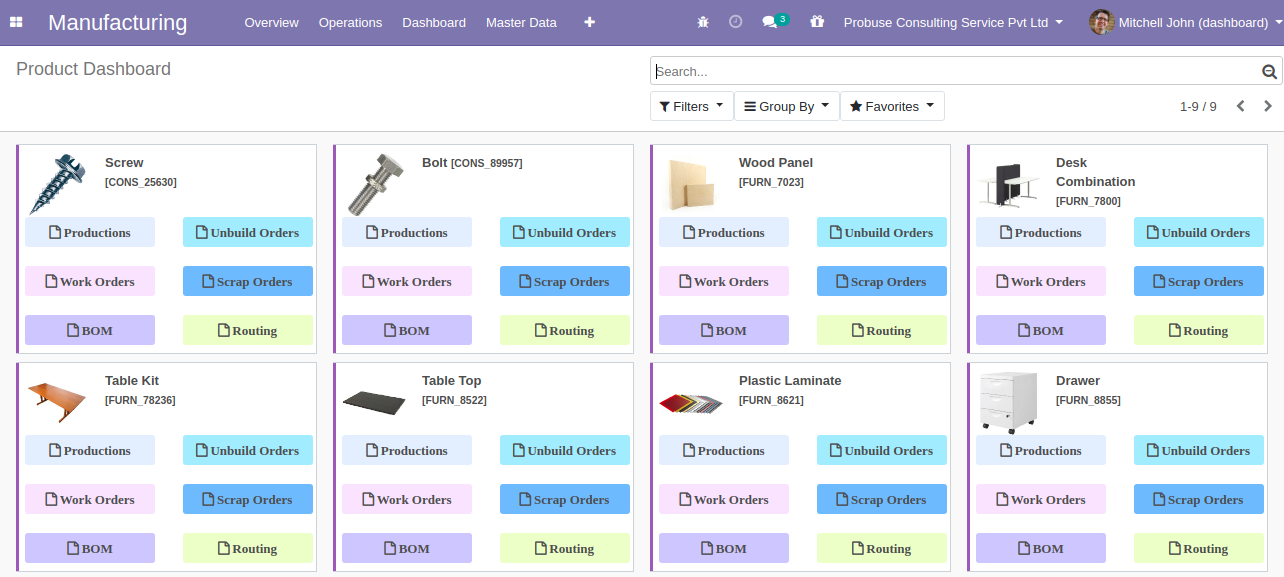 Manufacturing Overview Operations Dashboard Master Data 3 Probuse Consulting Service Pvt Ltd Mitchell John (dashboard)
Product Dashboard Search...
Filters Group By Favorites 1-9 / 9
Screw
[CONS_25630]
Productions Unbuild Orders
Work Orders Scrap Orders
BOM Routing
Bolt [CONS_89957]
Productions Unbuild Orders
Work Orders Scrap Orders
BOM Routing
Wood Panel
[FURN_7023]
Productions Unbuild Orders
Work Orders Scrap Orders
BOM Routing
Desk
Combination
[FURN_7800]
Productions Unbuild Orders
Work Orders Scrap Orders
BOM Routing
Table Kit
[FURN_78236]
Productions Unbuild Orders
Work Orders Scrap Orders
BOM Routing
Table Top
[FURN_8522]
Productions Unbuild Orders
Work Orders Scrap Orders
BOM Routing
Plastic Laminate
[FURN_8621]
Productions Unbuild Orders
Work Orders Scrap Orders
BOM Routing
Drawer
[FURN_8855]
Productions Unbuild Orders
Work Orders Scrap Orders
BOM Routing